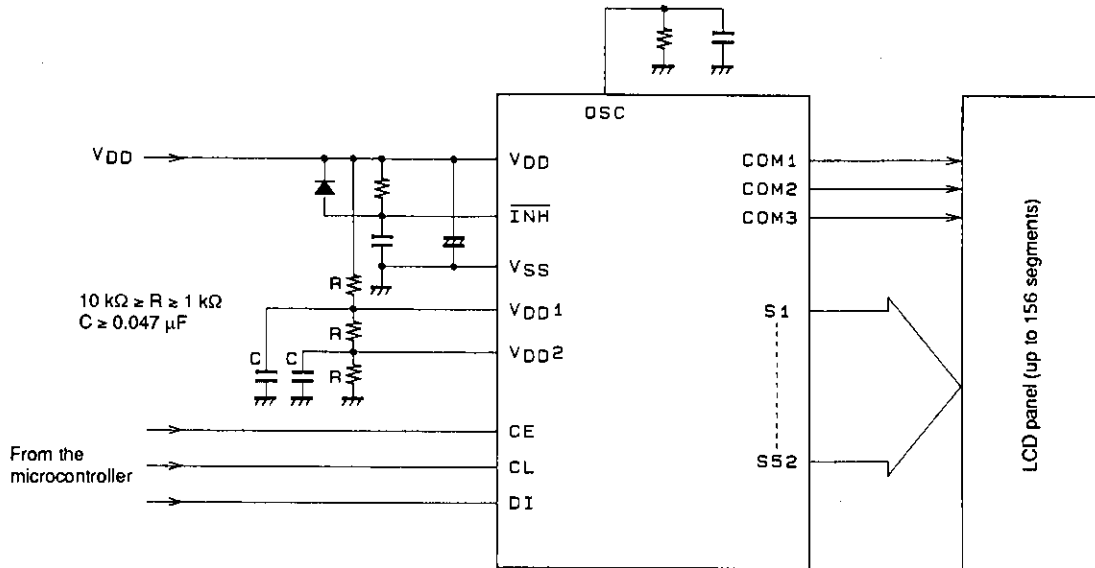 OSC
VDD
VDD
COM1
COM2
INH
COM3
VSS
R
10 kΩ ≥ R ≥ 1 kΩ
C ≥ 0.047 µF
VDD1
S1
R
VDD2
C
C
R
LCD panel (up to 156 segments)
CE
From the
microcontroller
CL
S52
DI